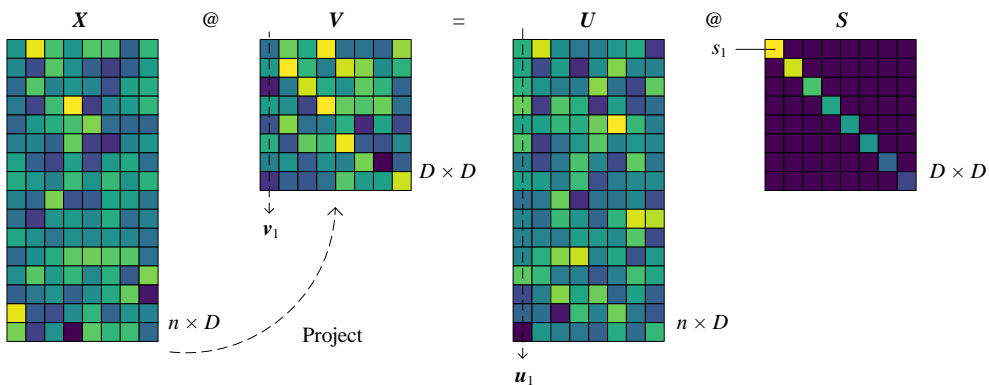 X @ V = U @ S
s1
D × D D × D
v1
n × D Project n × D
u1